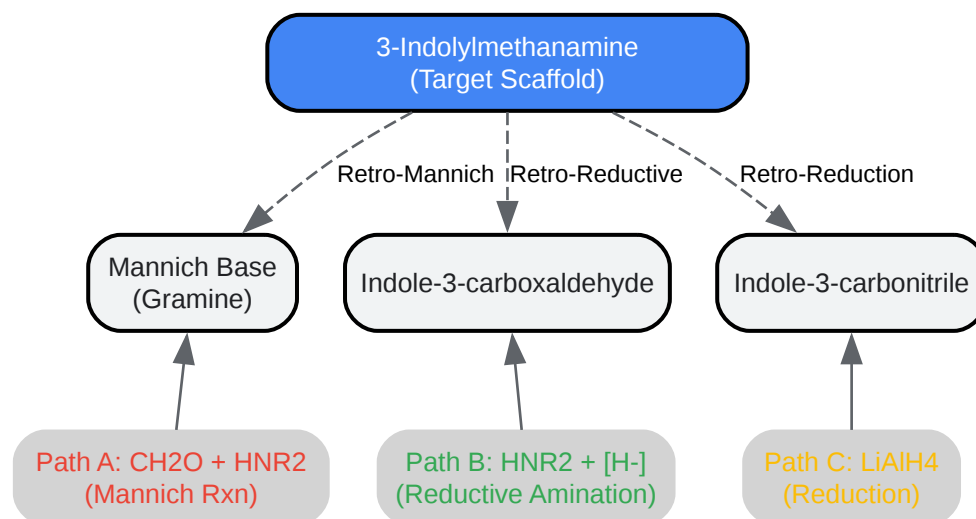 3-Indolylmethanamine
(Target Scaffold)
Retro-Mannich
Retro-Reductive
Retro-Reduction
Mannich Base
(Gramine)
Indole-3-carboxaldehyde
Indole-3-carbonitrile
Path A: CH2O + HNR2
(Mannich Rxn)
Path B: HNR2 + [H-]
(Reductive Amination)
Path C: LiAlH4
(Reduction)